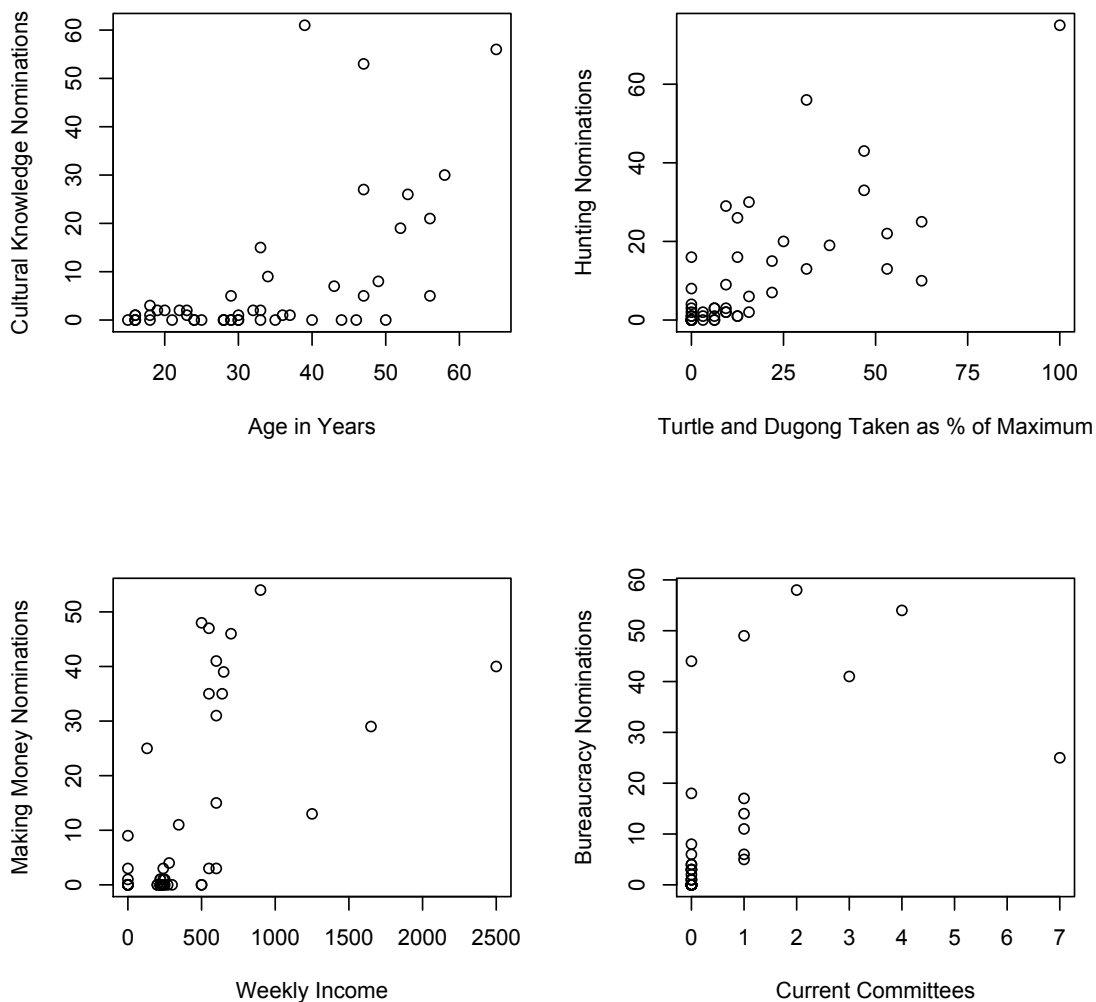 Cultural Knowledge Nominations
60
50
40
30
20
10
0
20 30 40 50 60
Age in Years
Hunting Nominations
60
40
20
0
0 25 50 75 100
Turtle and Dugong Taken as % of Maximum
Making Money Nominations
50
40
30
20
10
0
0 500 1000 1500 2000 2500
Weekly Income
Bureaucracy Nominations
60
50
40
30
20
10
0
0 1 2 3 4 5 6 7
Current Committees